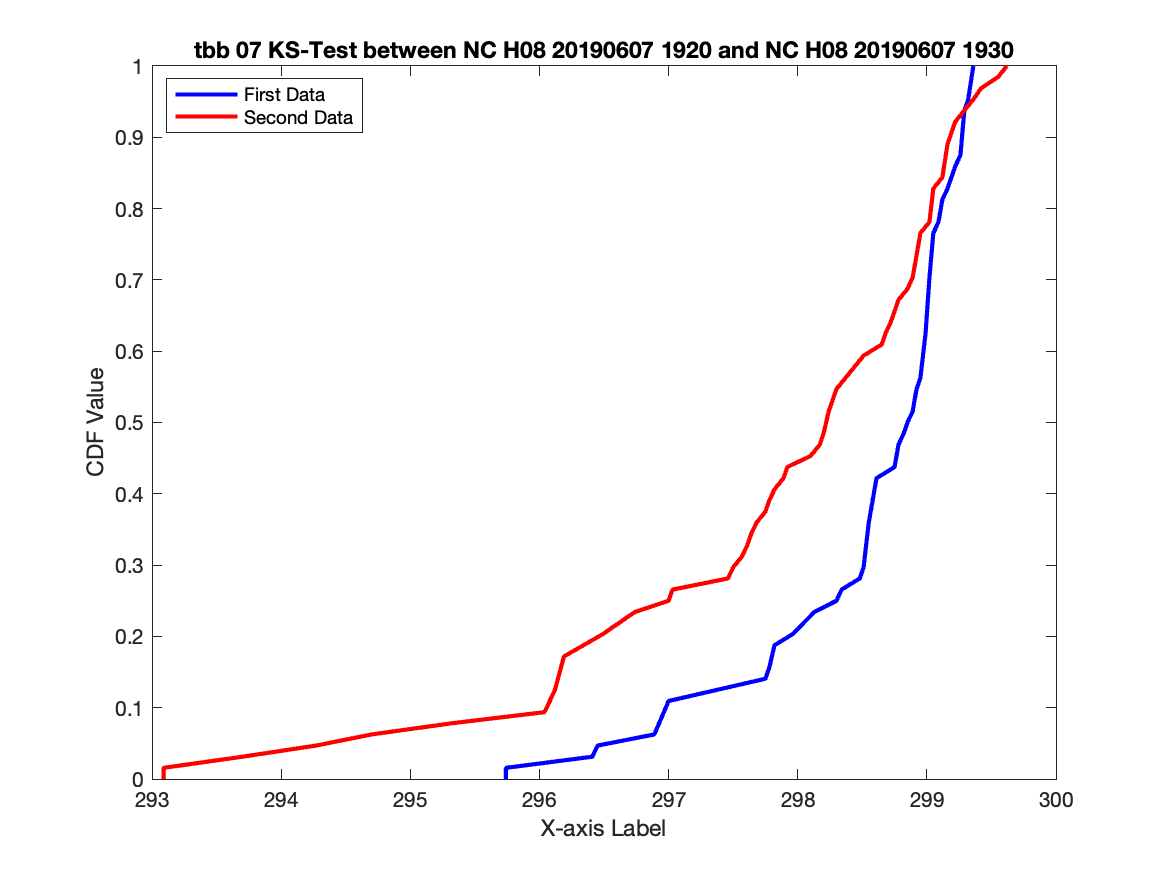 tbb 07 KS-Test between NC H08 20190607 1920 and NC H08 20190607 1930
First Data
Second Data
1
0.9
0.8
0.7
0.6
0.5
0.4
0.3
0.2
0.1
0
CDF Value
293 294 295 296 297 298 299 300
X-axis Label